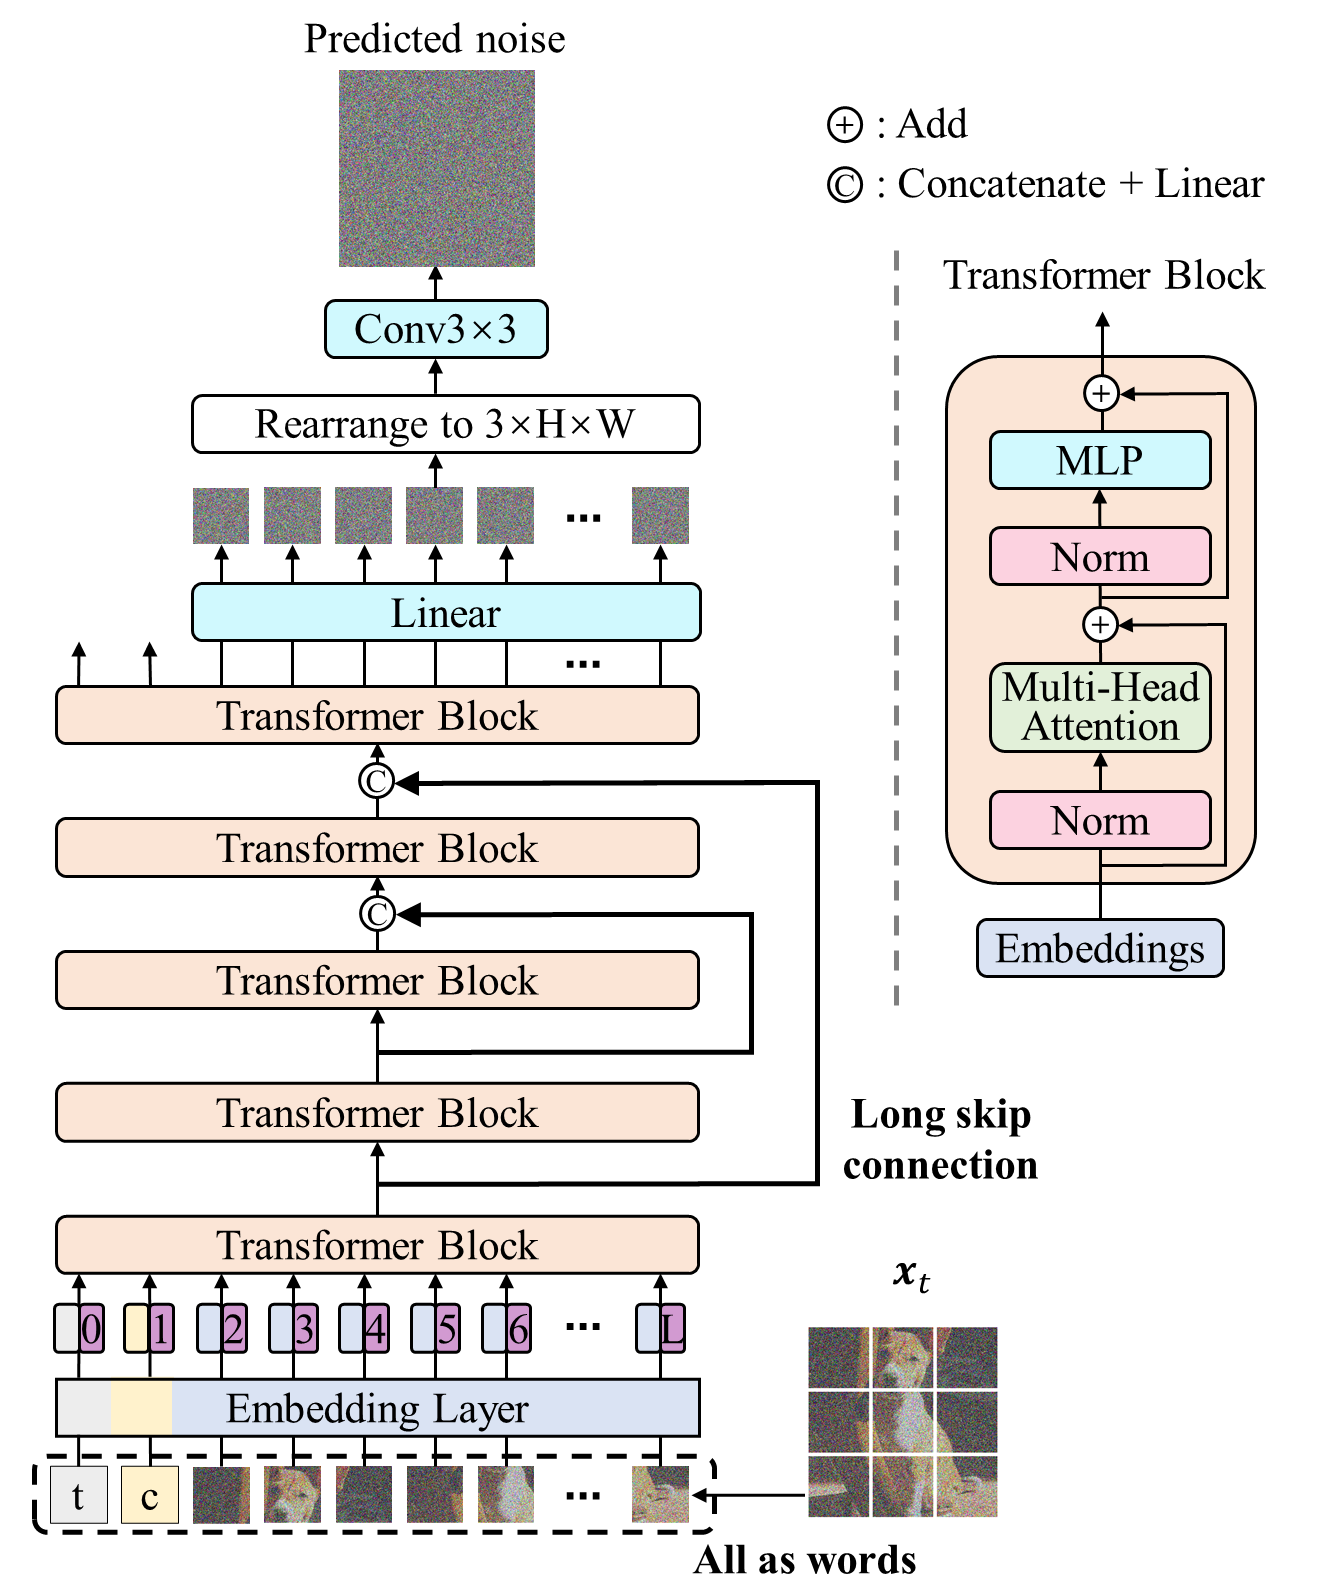 Predicted noise
+ : Add
C : Concatenate + Linear
Conv3×3
Rearrange to 3×H×W
...
Linear
...
Transformer Block
C
Transformer Block
C
Transformer Block
Transformer Block
Transformer Block
Long skip
connection
0 1 2 3 4 5 6 ... L
Embedding Layer
t c ...
x_t
All as words
Transformer Block
+
MLP
Norm
+
Multi-Head
Attention
Norm
Embeddings